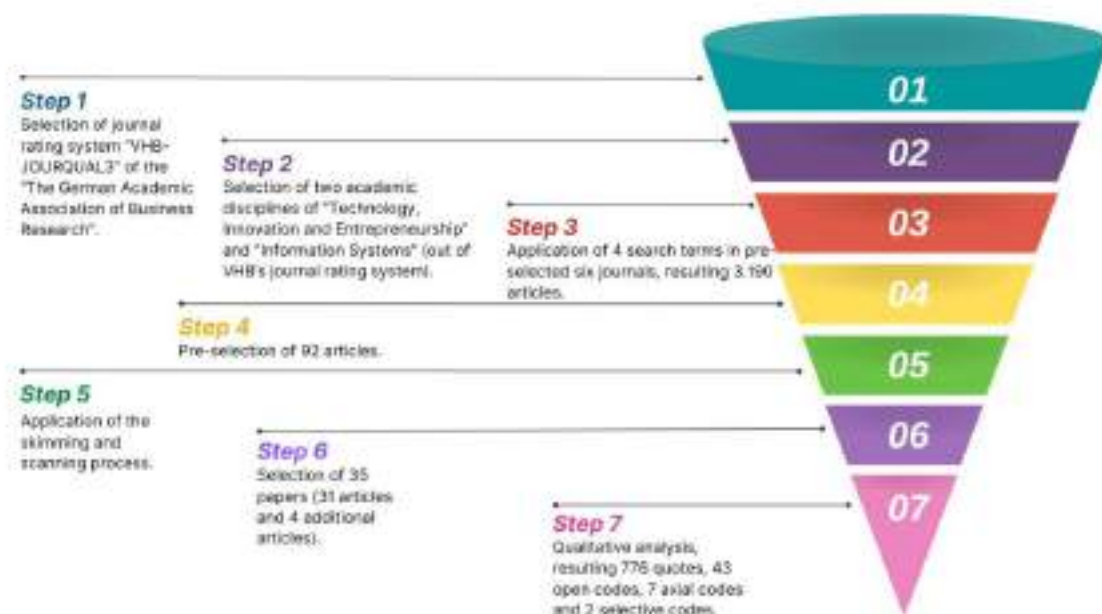 Step 1
Selection of journal
rating system "VHB-
JOURQUAL3" of the
"The German Academic
Association of Business
Research".
Step 2
Selection of two academic
disciplines of "Technology,
Innovation and Entrepreneurship"
and "Information Systems" (out of
VHB's journal rating system).
Step 3
Application of 4 search terms in pre-
selected six journals, resulting 3.190
articles.
Step 4
Pre-selection of 92 articles.
Step 5
Application of the
skimming and
scanning process.
Step 6
Selection of 35
papers (31 articles
and 4 additional
articles).
Step 7
Qualitative analysis,
resulting 776 quotes, 43
open codes, 7 axial codes
and 2 selective codes.
01
02
03
04
05
06
07